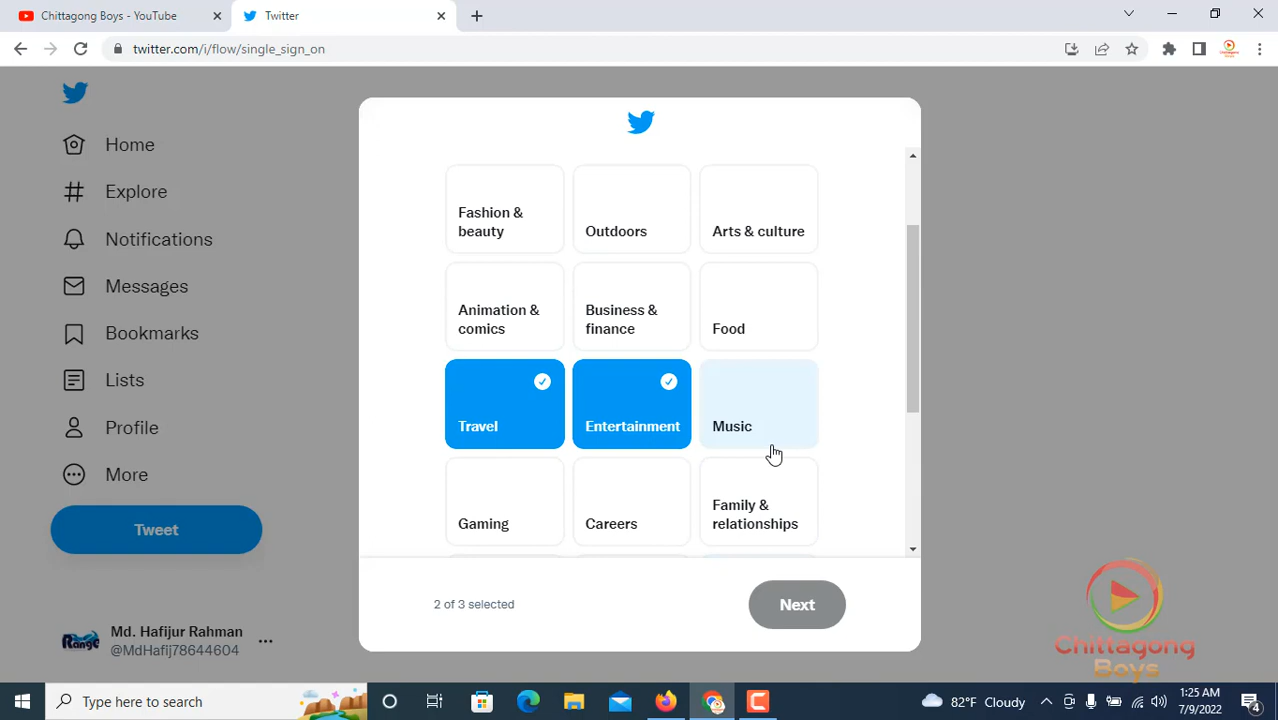 Chittagong Boys - YouTube
Twitter
twitter.com/i/flow/single_sign_on
Home
Explore
Notifications
Messages
Bookmarks
Lists
Profile
More
Tweet
Md. Hafijur Rahman
@MdHafij78644604
Fashion &
beauty
Outdoors
Arts & culture
Animation &
comics
Business &
finance
Food
Travel
Entertainment
Music
Gaming
Careers
Family &
relationships
2 of 3 selected
Next
Chittagong
Boys
Type here to search
82°F Cloudy
1:25 AM
7/9/2022
4